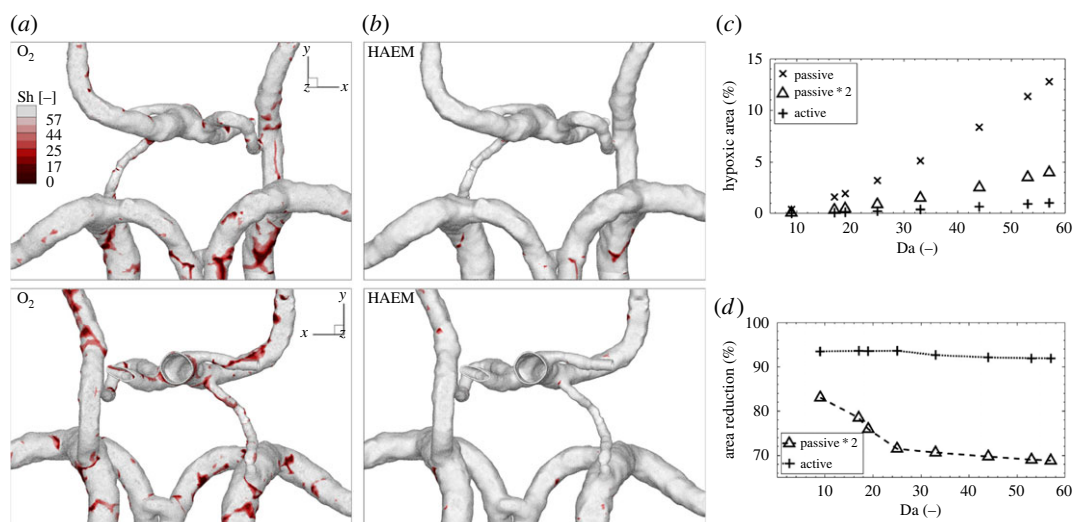 (a)
O2
Sh [–]
57
44
25
17
0
y
z
x
O2
y
x
z
(b)
HAEM
HAEM
(c)
15
10
5
0
hypoxic area (%)
passive
passive * 2
active
10
20
30
40
50
60
Da (–)
(d)
100
90
80
70
area reduction (%)
passive * 2
active
10
20
30
40
50
60
Da (–)